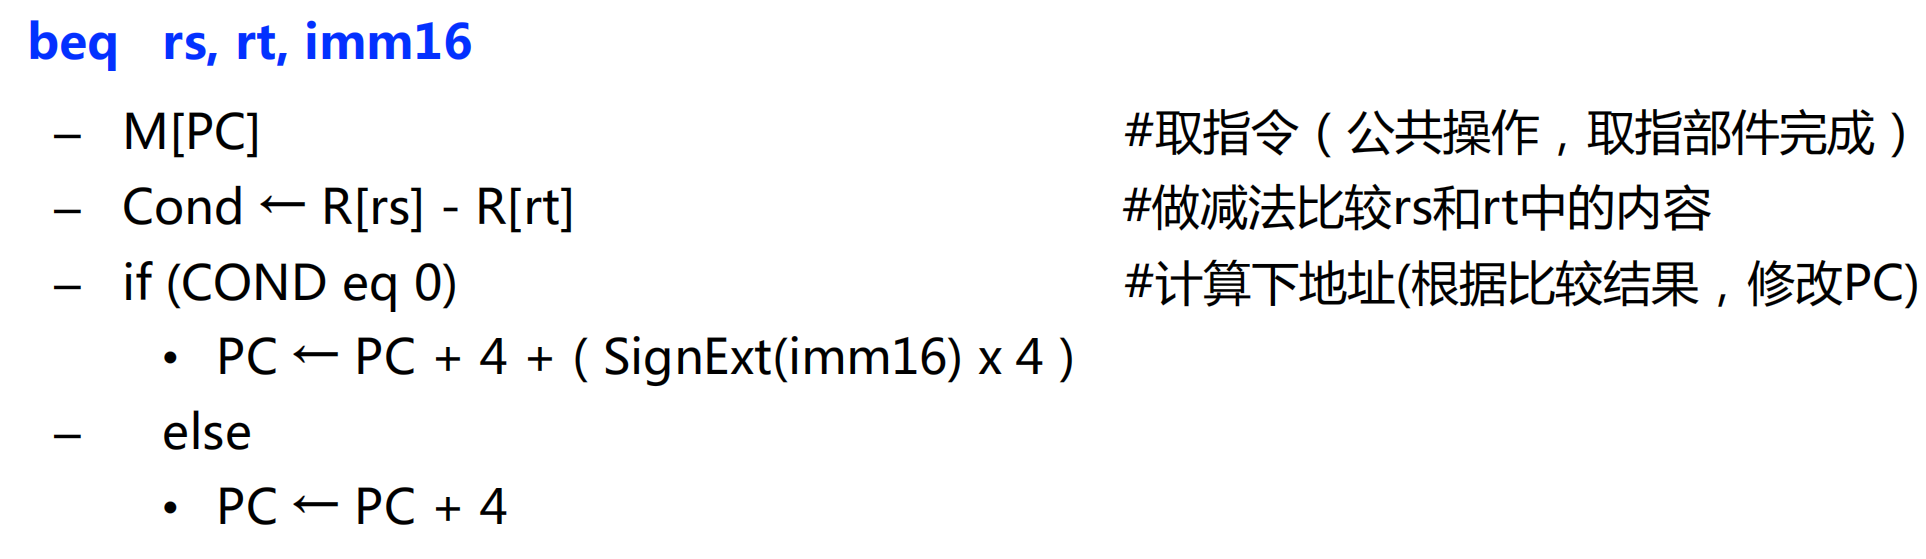 beq rs, rt, imm16
– M[PC] #取指令（公共操作，取指部件完成）
– Cond ← R[rs] - R[rt] #做减法比较rs和rt中的内容
– if (COND eq 0) #计算下地址(根据比较结果，修改PC)
• PC ← PC + 4 + ( SignExt(imm16) x 4 )
– else
• PC ← PC + 4